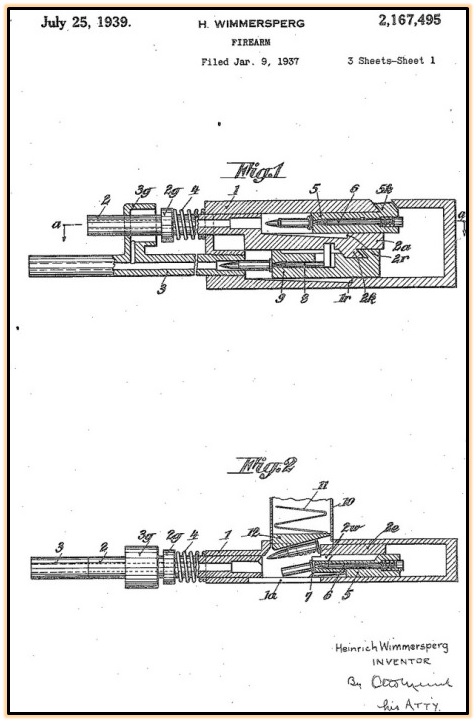 July 25, 1939.
H. WIMMERSPERG
2,167,495
FIREARM
Filed Jan. 9, 1937
3 Sheets-Sheet 1
Fig.1
2 3g 2g 4 1 5 6 5k
a a
2a
2r
3 9 8 1r 2k
Fig.2
11 10
12 2w 2e
3 2 3g 2g 4 1
1a 7 6 5
Heinrich Wimmersperg
INVENTOR
By
his ATTY.